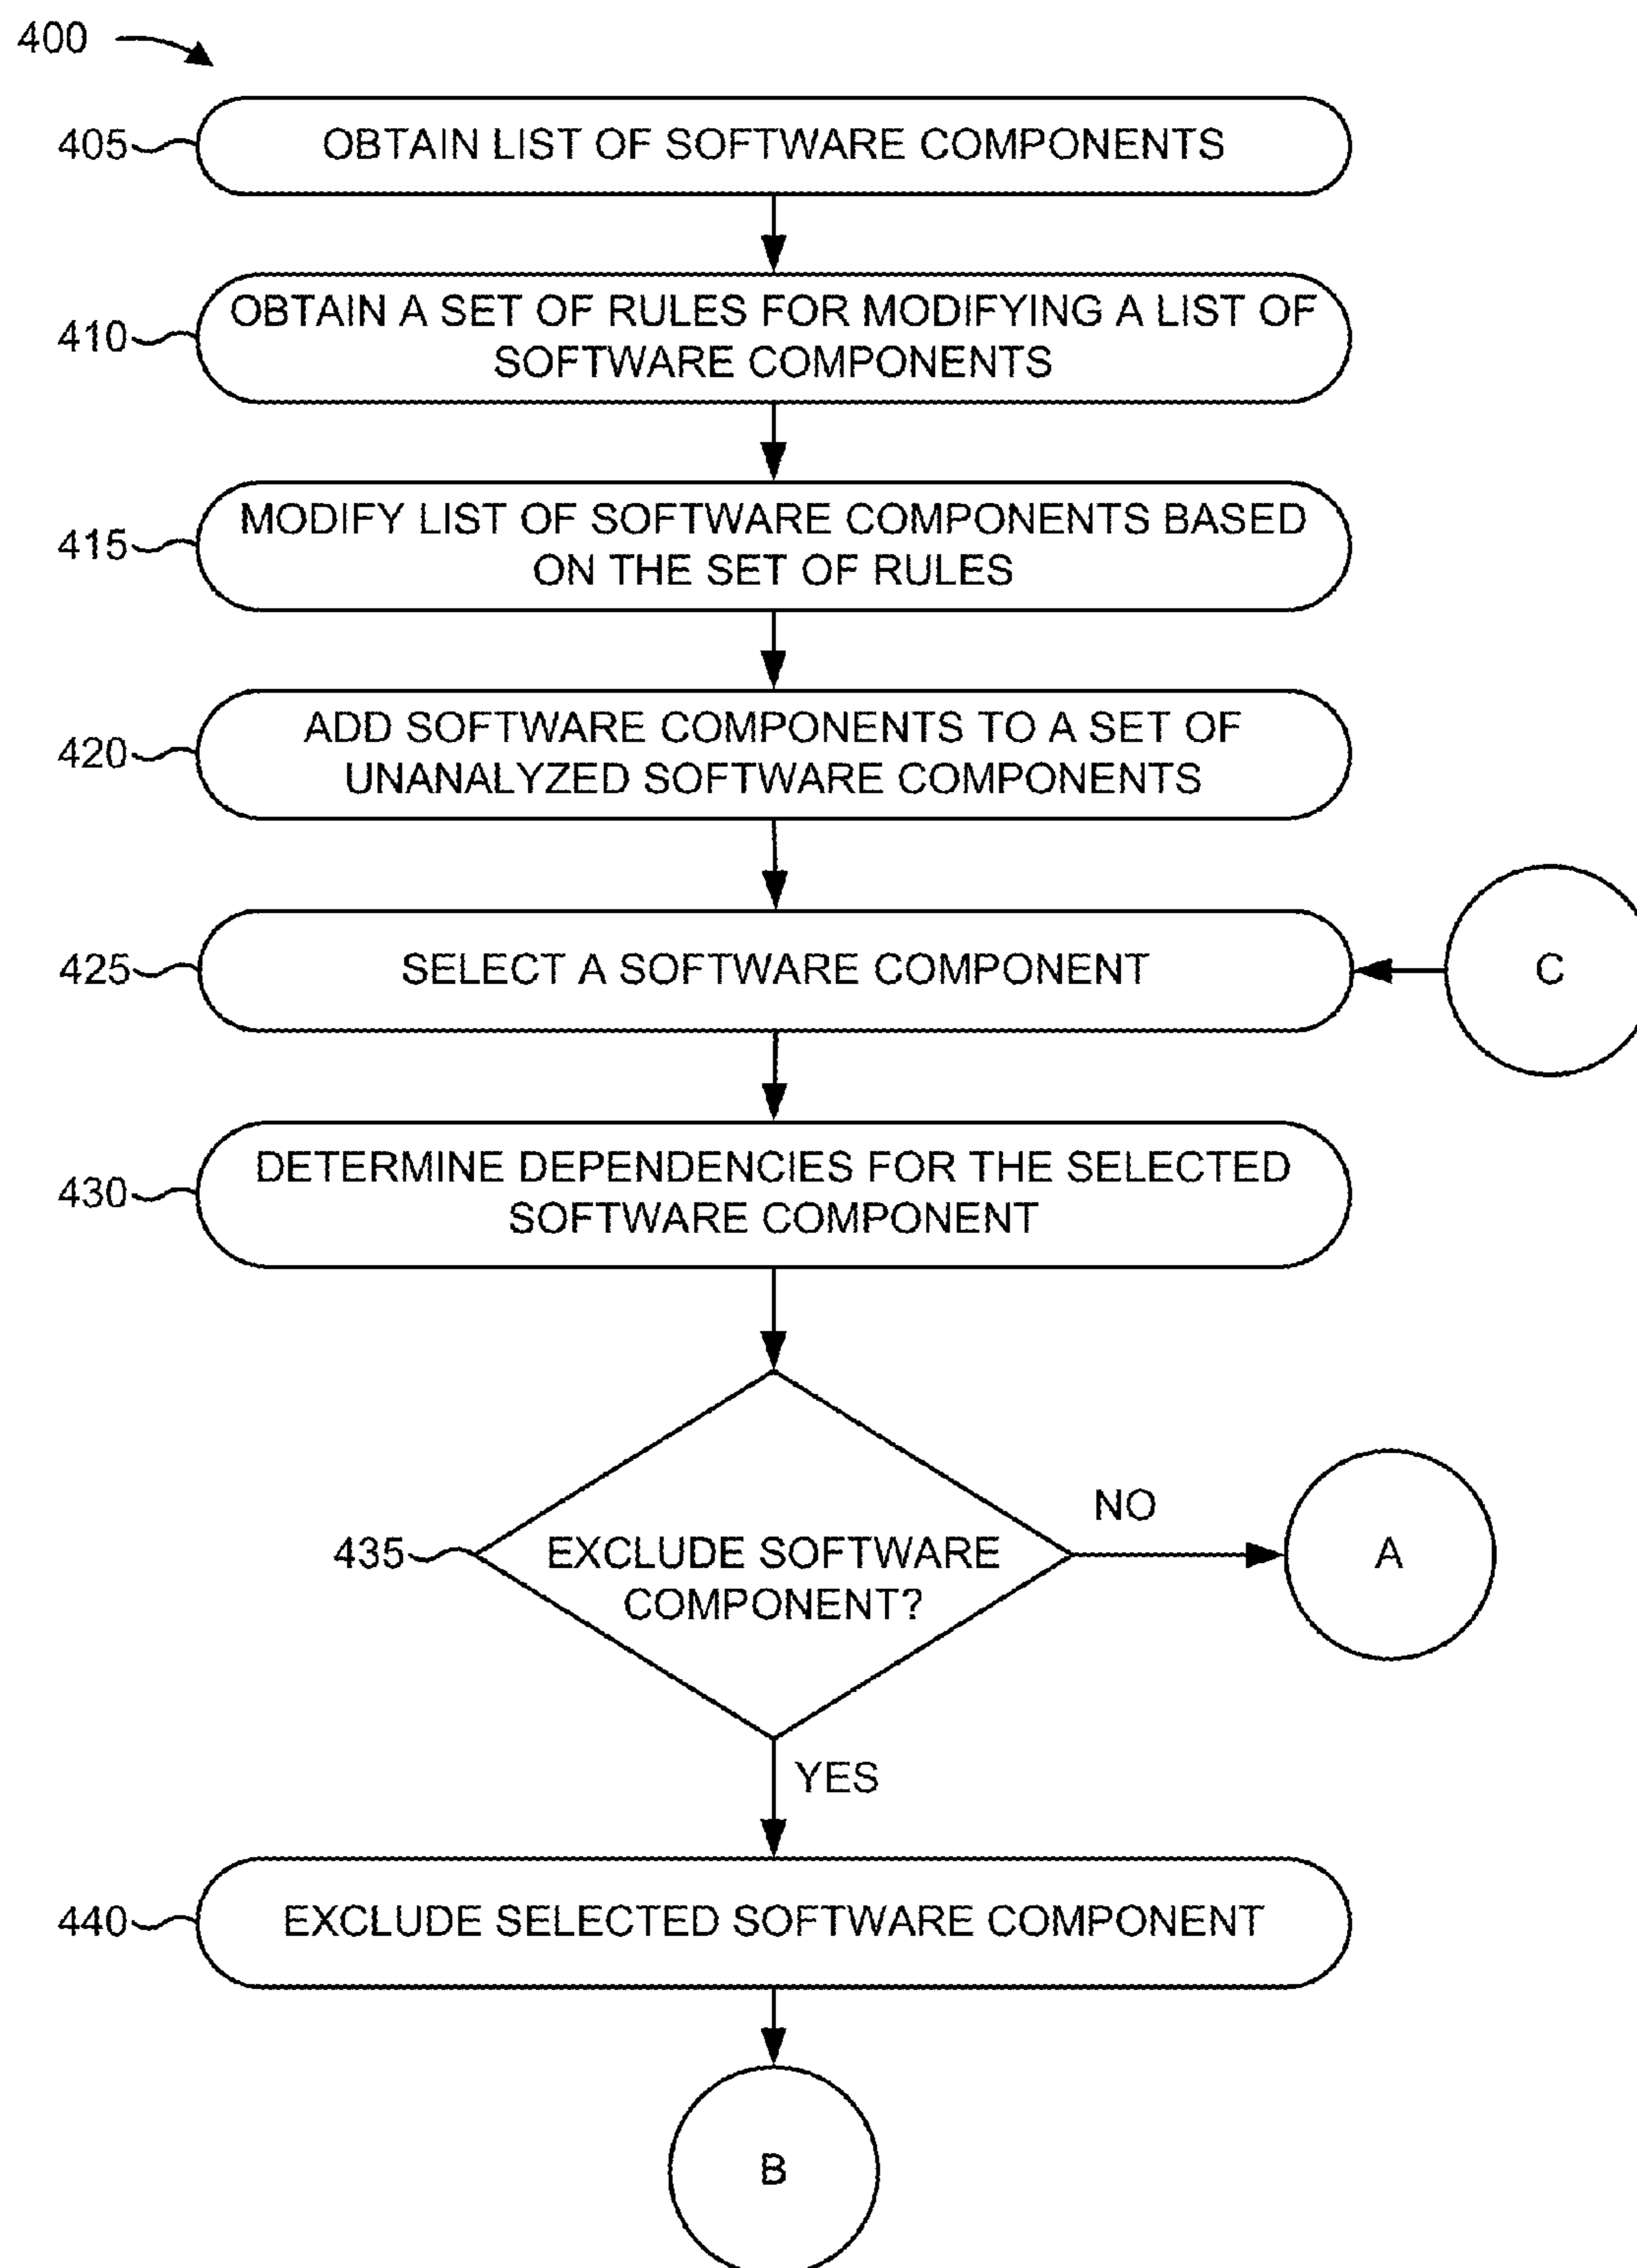 400
405
OBTAIN LIST OF SOFTWARE COMPONENTS
410
OBTAIN A SET OF RULES FOR MODIFYING A LIST OF
SOFTWARE COMPONENTS
415
MODIFY LIST OF SOFTWARE COMPONENTS BASED
ON THE SET OF RULES
420
ADD SOFTWARE COMPONENTS TO A SET OF
UNANALYZED SOFTWARE COMPONENTS
425
SELECT A SOFTWARE COMPONENT
C
430
DETERMINE DEPENDENCIES FOR THE SELECTED
SOFTWARE COMPONENT
435
EXCLUDE SOFTWARE
COMPONENT?
NO
A
YES
440
EXCLUDE SELECTED SOFTWARE COMPONENT
B